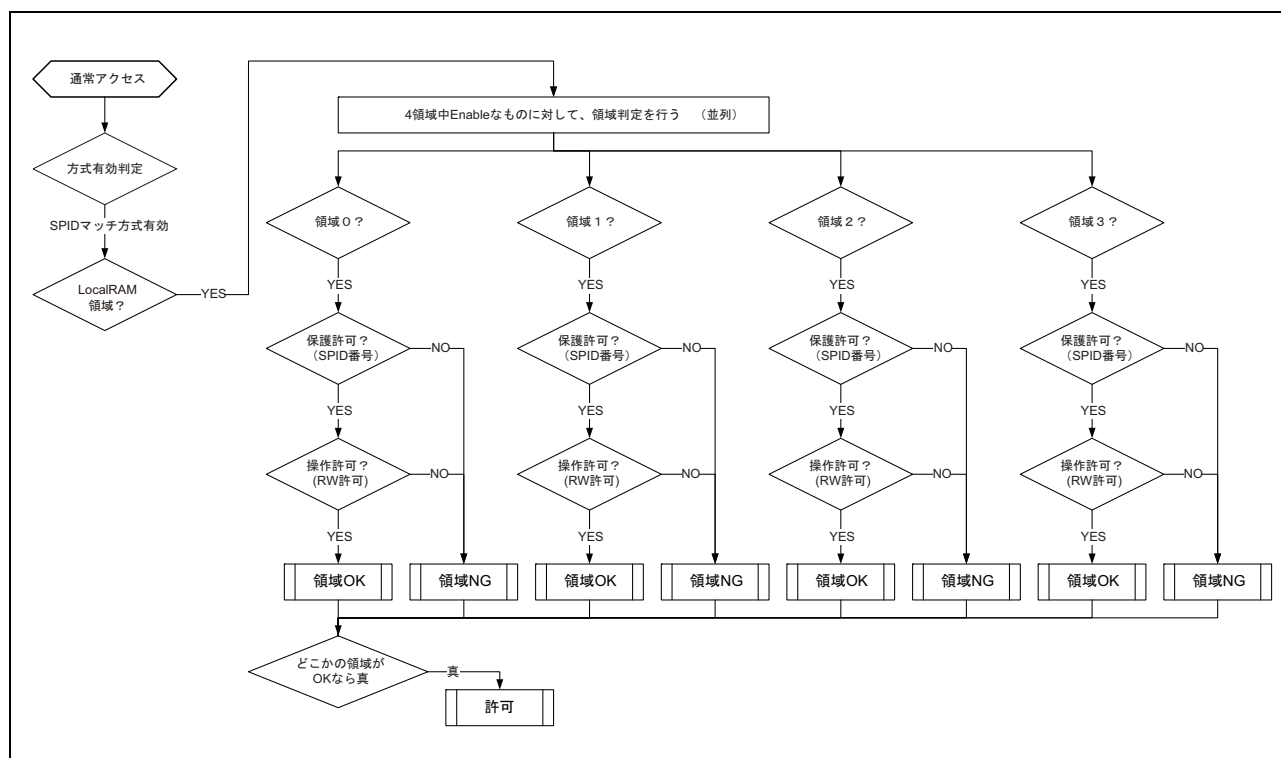 通常アクセス
方式有効判定
SPIDマッチ方式有効
LocalRAM
領域？
YES
4領域中Enableなものに対して、領域判定を行う　（並列）
領域０？
領域１？
領域２？
領域３？
YES
YES
YES
YES
保護許可？
（SPID番号）
NO
保護許可？
（SPID番号）
NO
保護許可？
（SPID番号）
NO
保護許可？
（SPID番号）
NO
YES
YES
YES
YES
操作許可？
(RW許可)
NO
操作許可？
(RW許可)
NO
操作許可？
(RW許可)
NO
操作許可？
(RW許可)
NO
YES
YES
YES
YES
領域OK
領域NG
領域OK
領域NG
領域OK
領域NG
領域OK
領域NG
どこかの領域が
OKなら真
真
許可